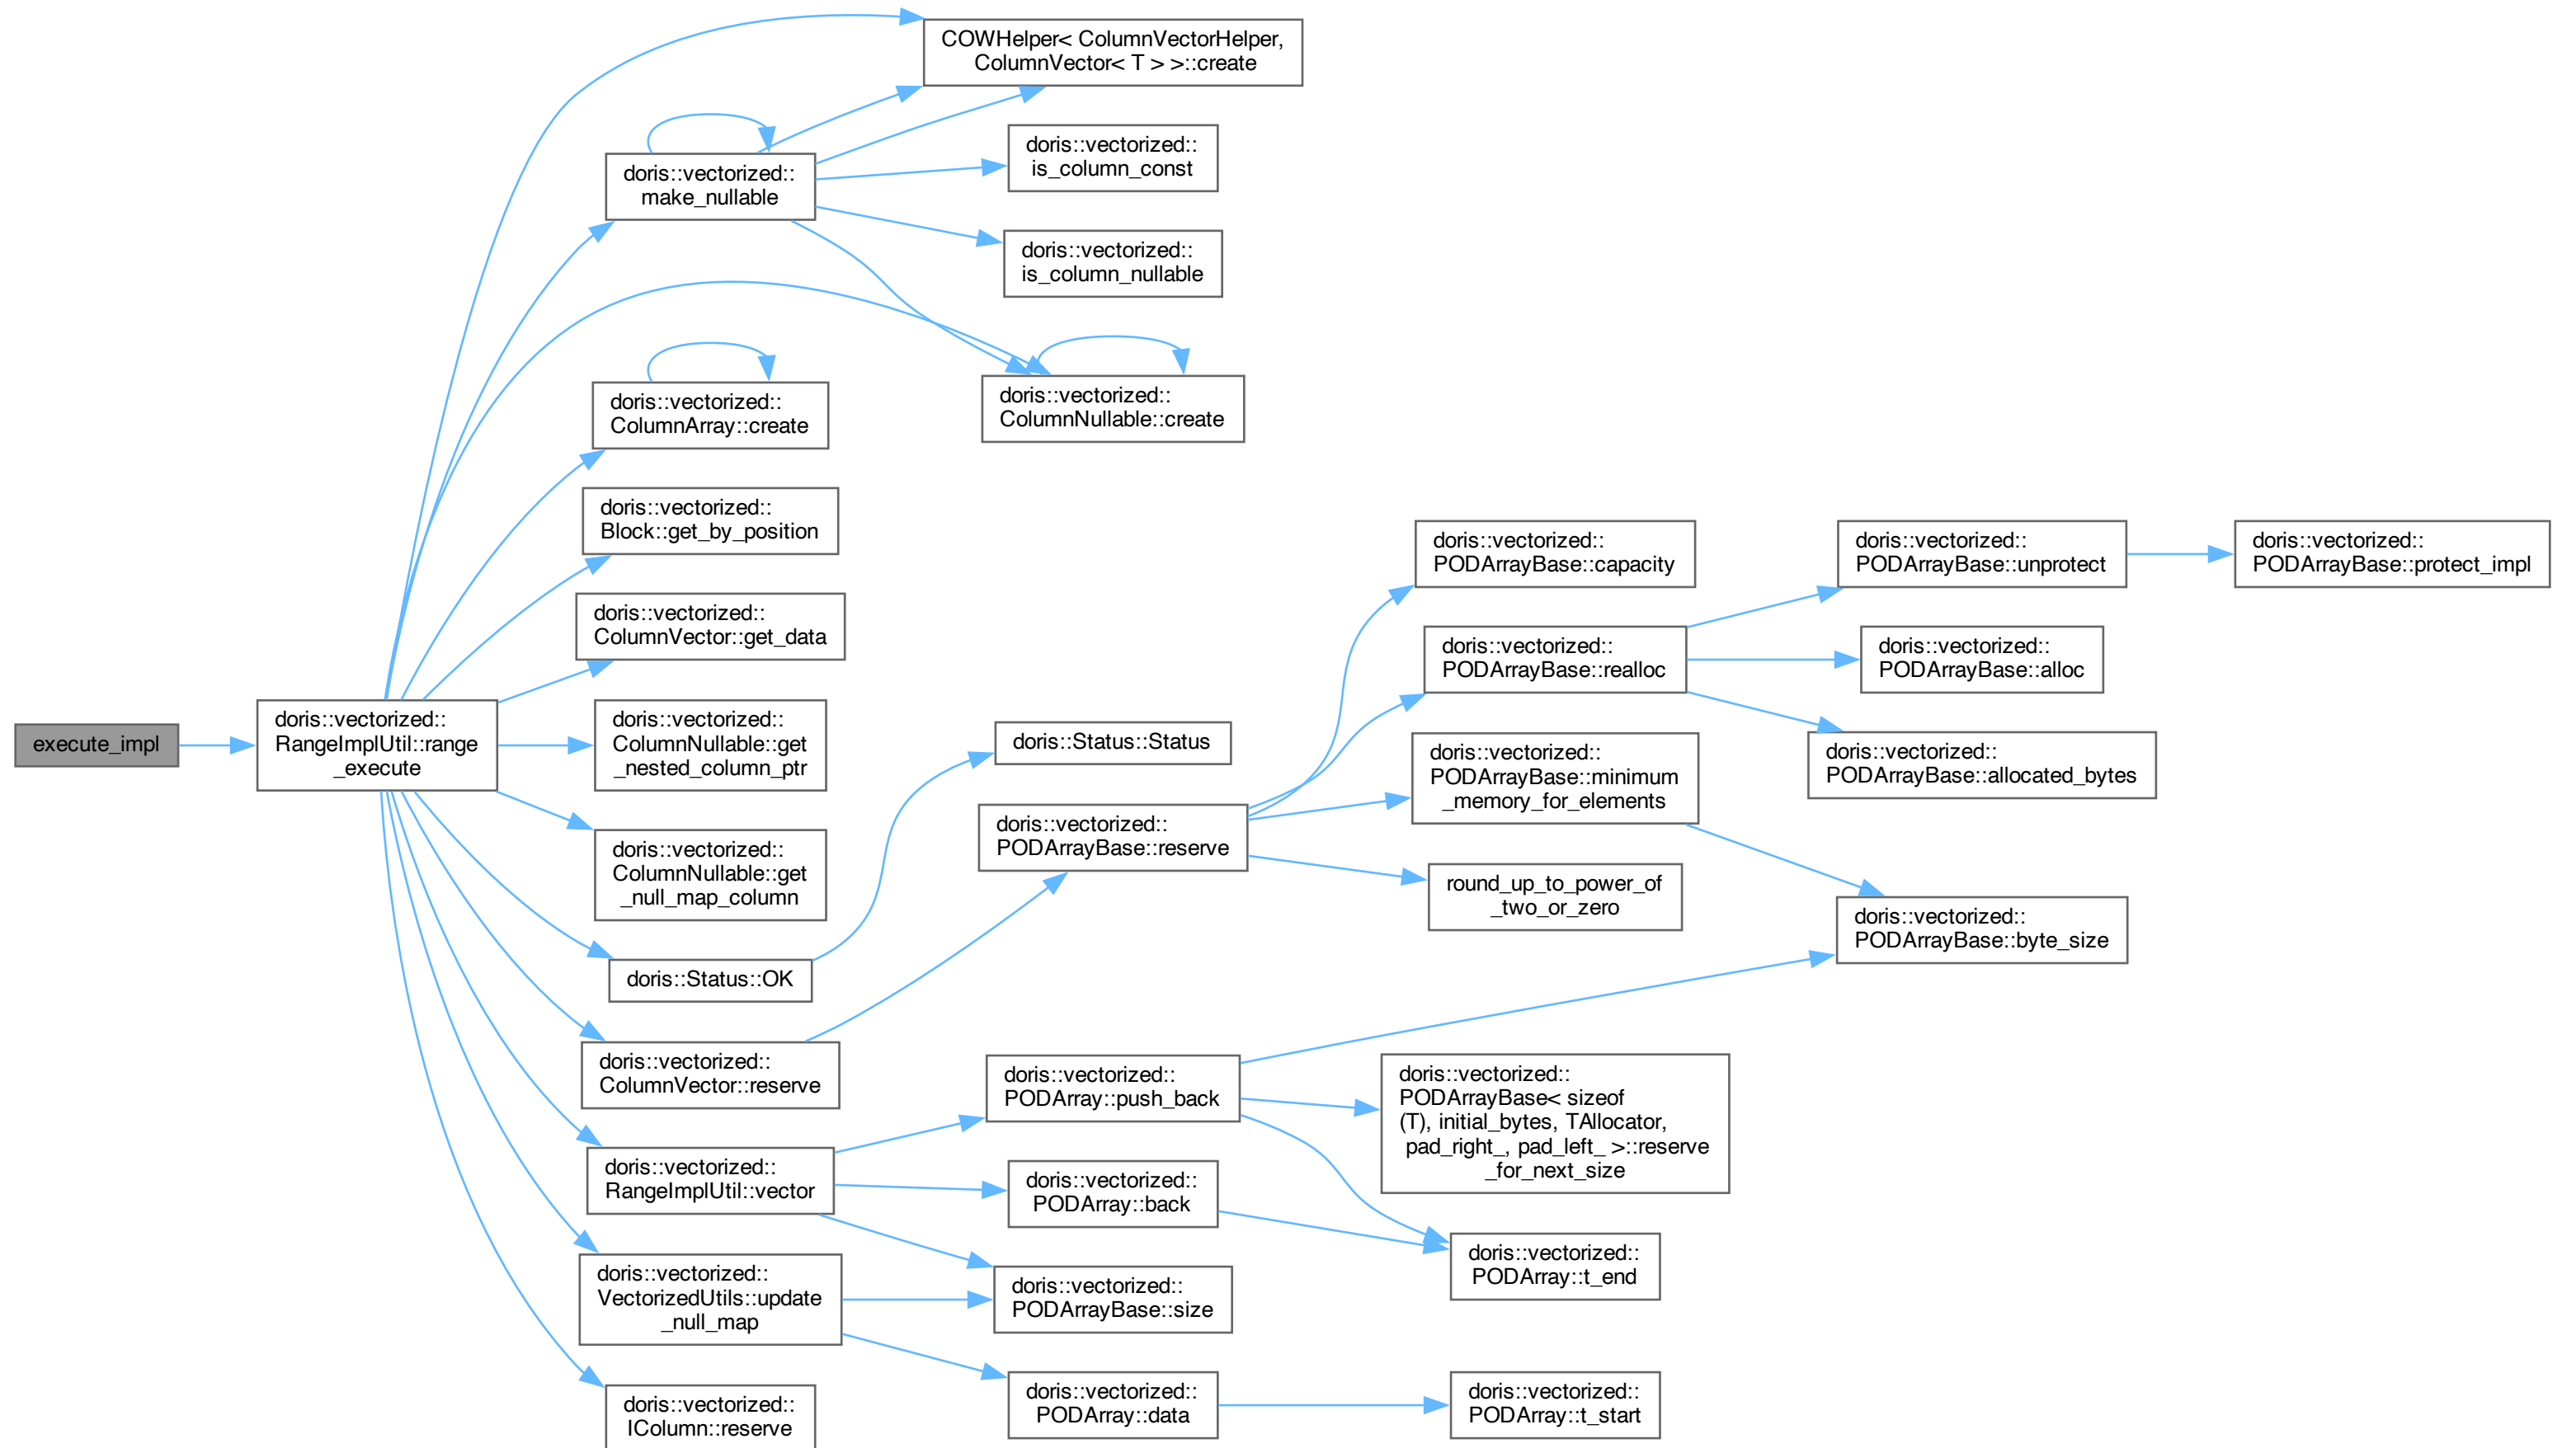 COWHelper< ColumnVectorHelper,
ColumnVector< T > >::create
doris::vectorized::
is_column_const
doris::vectorized::
make_nullable
doris::vectorized::
is_column_nullable
doris::vectorized::
ColumnArray::create
doris::vectorized::
ColumnNullable::create
doris::vectorized::
Block::get_by_position
doris::vectorized::
PODArrayBase::capacity
doris::vectorized::
PODArrayBase::unprotect
doris::vectorized::
PODArrayBase::protect_impl
doris::vectorized::
ColumnVector::get_data
doris::vectorized::
PODArrayBase::realloc
doris::vectorized::
PODArrayBase::alloc
execute_impl
doris::vectorized::
RangeImplUtil::range
_execute
doris::vectorized::
ColumnNullable::get
_nested_column_ptr
doris::Status::Status
doris::vectorized::
PODArrayBase::minimum
_memory_for_elements
doris::vectorized::
PODArrayBase::allocated_bytes
doris::vectorized::
ColumnNullable::get
_null_map_column
doris::vectorized::
PODArrayBase::reserve
round_up_to_power_of
_two_or_zero
doris::vectorized::
PODArrayBase::byte_size
doris::Status::OK
doris::vectorized::
ColumnVector::reserve
doris::vectorized::
PODArray::push_back
doris::vectorized::
PODArrayBase< sizeof
(T), initial_bytes, TAllocator,
pad_right_, pad_left_ >::reserve
_for_next_size
doris::vectorized::
RangeImplUtil::vector
doris::vectorized::
PODArray::back
doris::vectorized::
PODArray::t_end
doris::vectorized::
VectorizedUtils::update
_null_map
doris::vectorized::
PODArrayBase::size
doris::vectorized::
PODArray::data
doris::vectorized::
PODArray::t_start
doris::vectorized::
IColumn::reserve